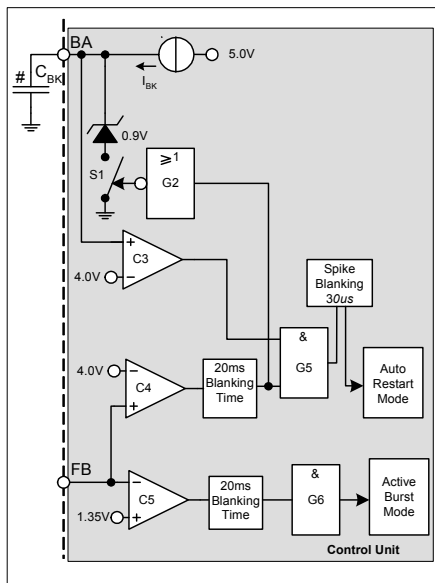 BA
5.0V
# C_BK
I_BK
0.9V
S1
≥1
G2
C3
4.0V
Spike
Blanking
30us
&
G5
4.0V
C4
20ms
Blanking
Time
Auto
Restart
Mode
FB
C5
1.35V
20ms
Blanking
Time
&
G6
Active
Burst
Mode
Control Unit